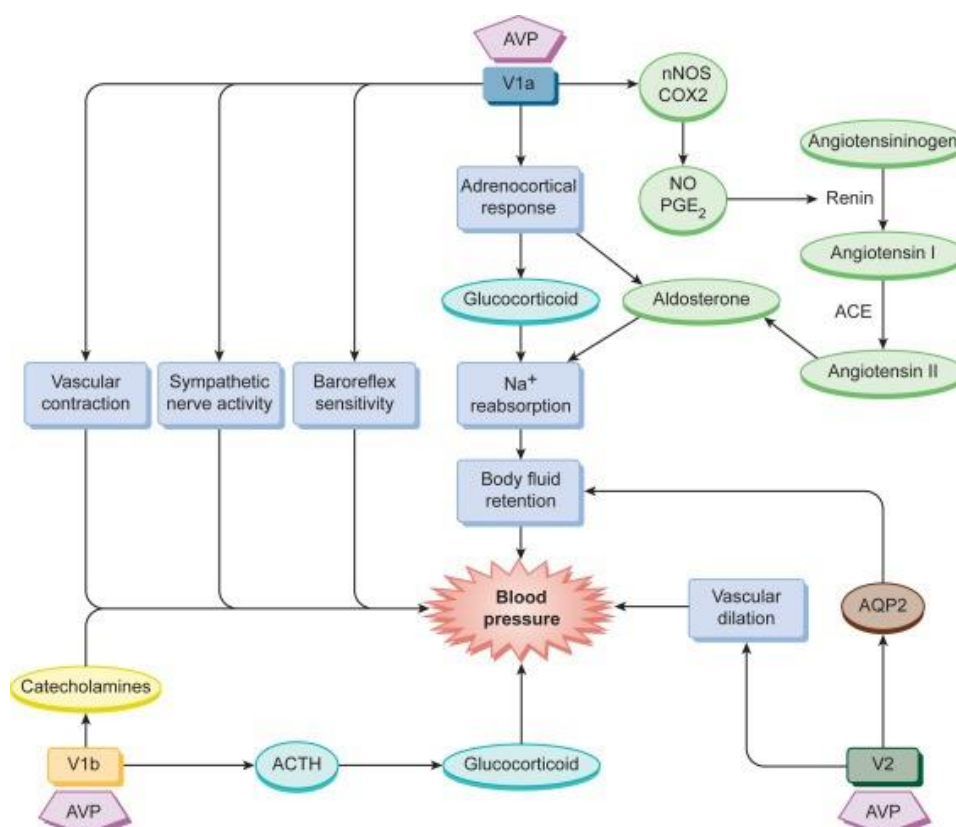 AVP
V1a
nNOS
COX2
Angiotensininogen
Adrenocortical
response
NO
PGE₂
Renin
Angiotensin I
Glucocorticoid
Aldosterone
ACE
Angiotensin II
Vascular
contraction
Sympathetic
nerve activity
Baroreflex
sensitivity
Na⁺
reabsorption
Body fluid
retention
Blood
pressure
Vascular
dilation
AQP2
Catecholamines
V1b
ACTH
Glucocorticoid
V2
AVP
AVP